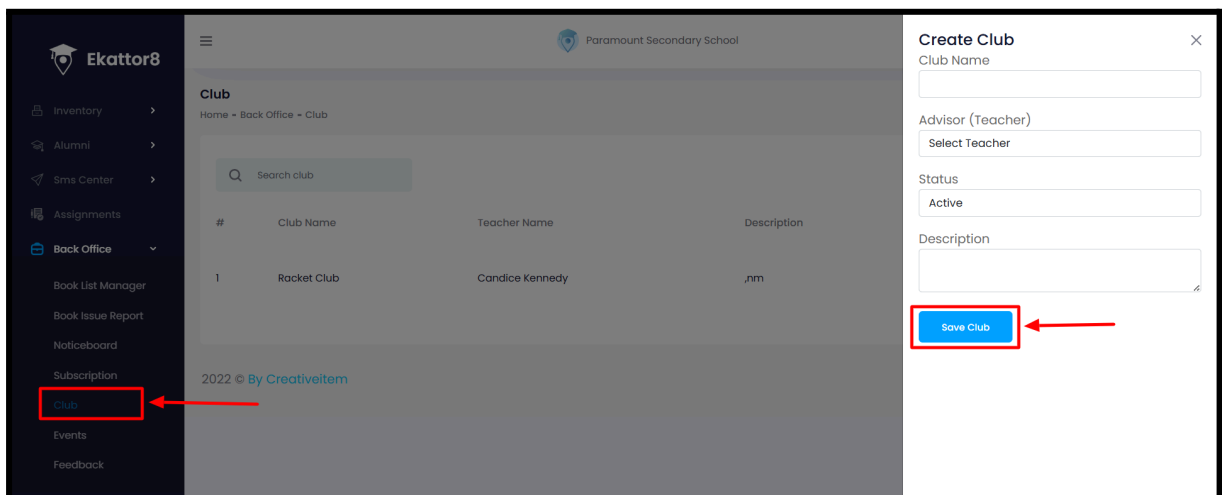 Ekattor8
Inventory
Alumni
Sms Center
Assignments
Back Office
Book List Manager
Book Issue Report
Noticeboard
Subscription
Club
Events
Feedback
Paramount Secondary School
Club
Home - Back Office - Club
Search club
# Club Name Teacher Name Description
1 Racket Club Candice Kennedy ,nm
2022 © By Creativeitem
Create Club
Club Name
Advisor (Teacher)
Select Teacher
Status
Active
Description
Save Club